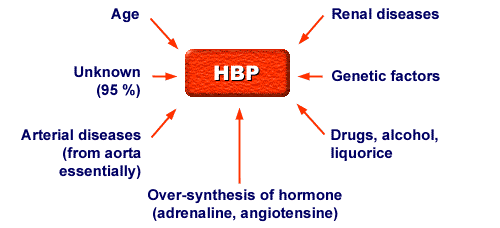 Age
Renal diseases
HBP
Unknown
(95 %)
Genetic factors
Arterial diseases
(from aorta
essentially)
Drugs, alcohol,
liquorice
Over-synthesis of hormone
(adrenaline, angiotensine)